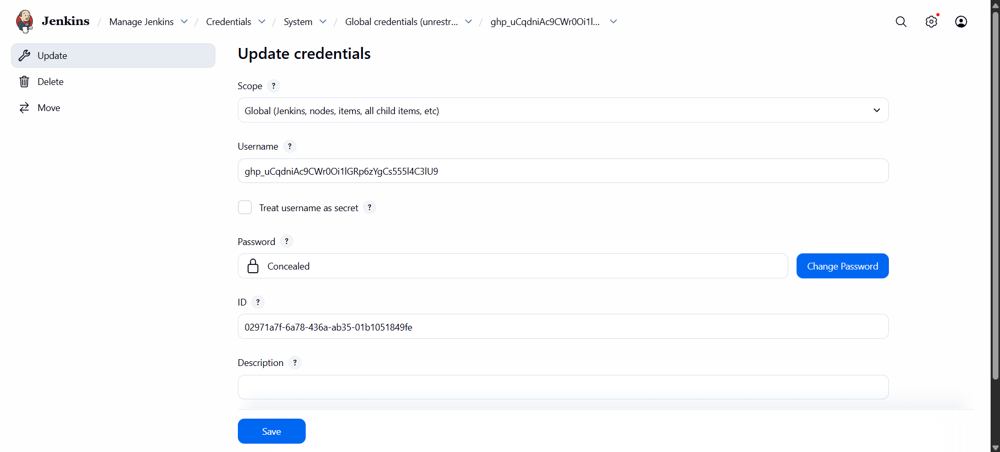 Jenkins / Manage Jenkins / Credentials / System / Global credentials (unrestr... / ghp_uCqdniAc9CWr0Oi1l...
Update
Delete
Move
Update credentials
Scope ?
Global (Jenkins, nodes, items, all child items, etc)
Username ?
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
Treat username as secret ?
Password ?
Concealed
Change Password
ID ?
02971a7f-6a78-436a-ab35-01b1051849fe
Description ?
Save